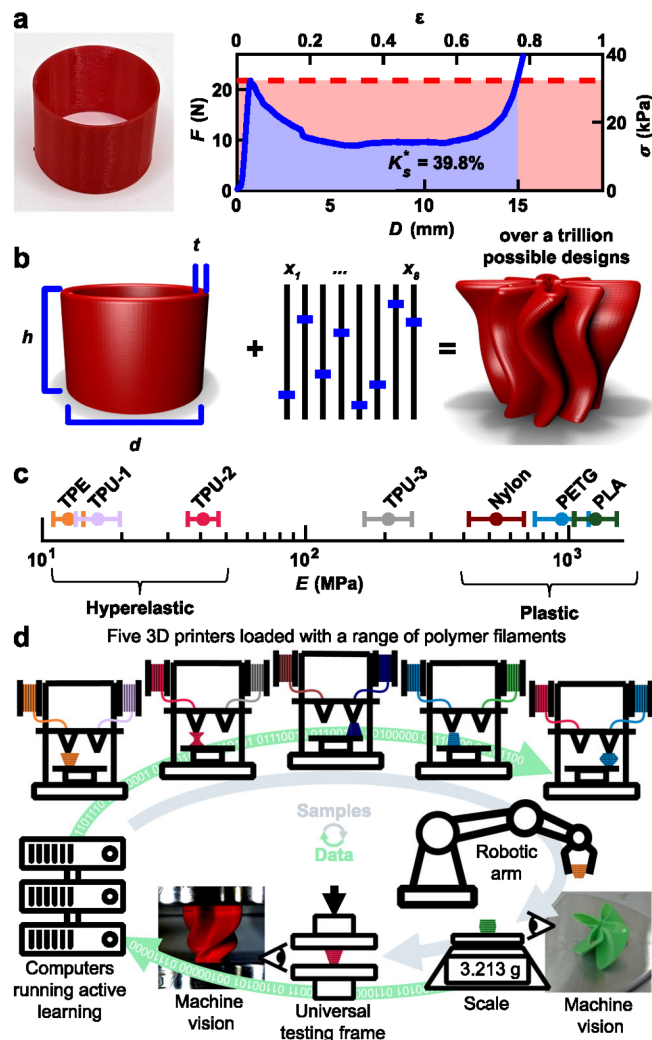 a
ε
0 0.2 0.4 0.6 0.8 1
F (N)
20
10
0
40
20
0
σ (kPa)
K*s = 39.8%
0 5 10 15
D (mm)
b
t
h
d
+
x1 ... x8
=
over a trillion
possible designs
c
TPE
TPU-1
TPU-2
TPU-3
Nylon
PETG
PLA
10¹ 10² 10³
E (MPa)
Hyperelastic
Plastic
d
Five 3D printers loaded with a range of polymer filaments
Samples
Data
Robotic
arm
Computers
running active
learning
Machine
vision
Universal
testing frame
3.213 g
Scale
Machine
vision